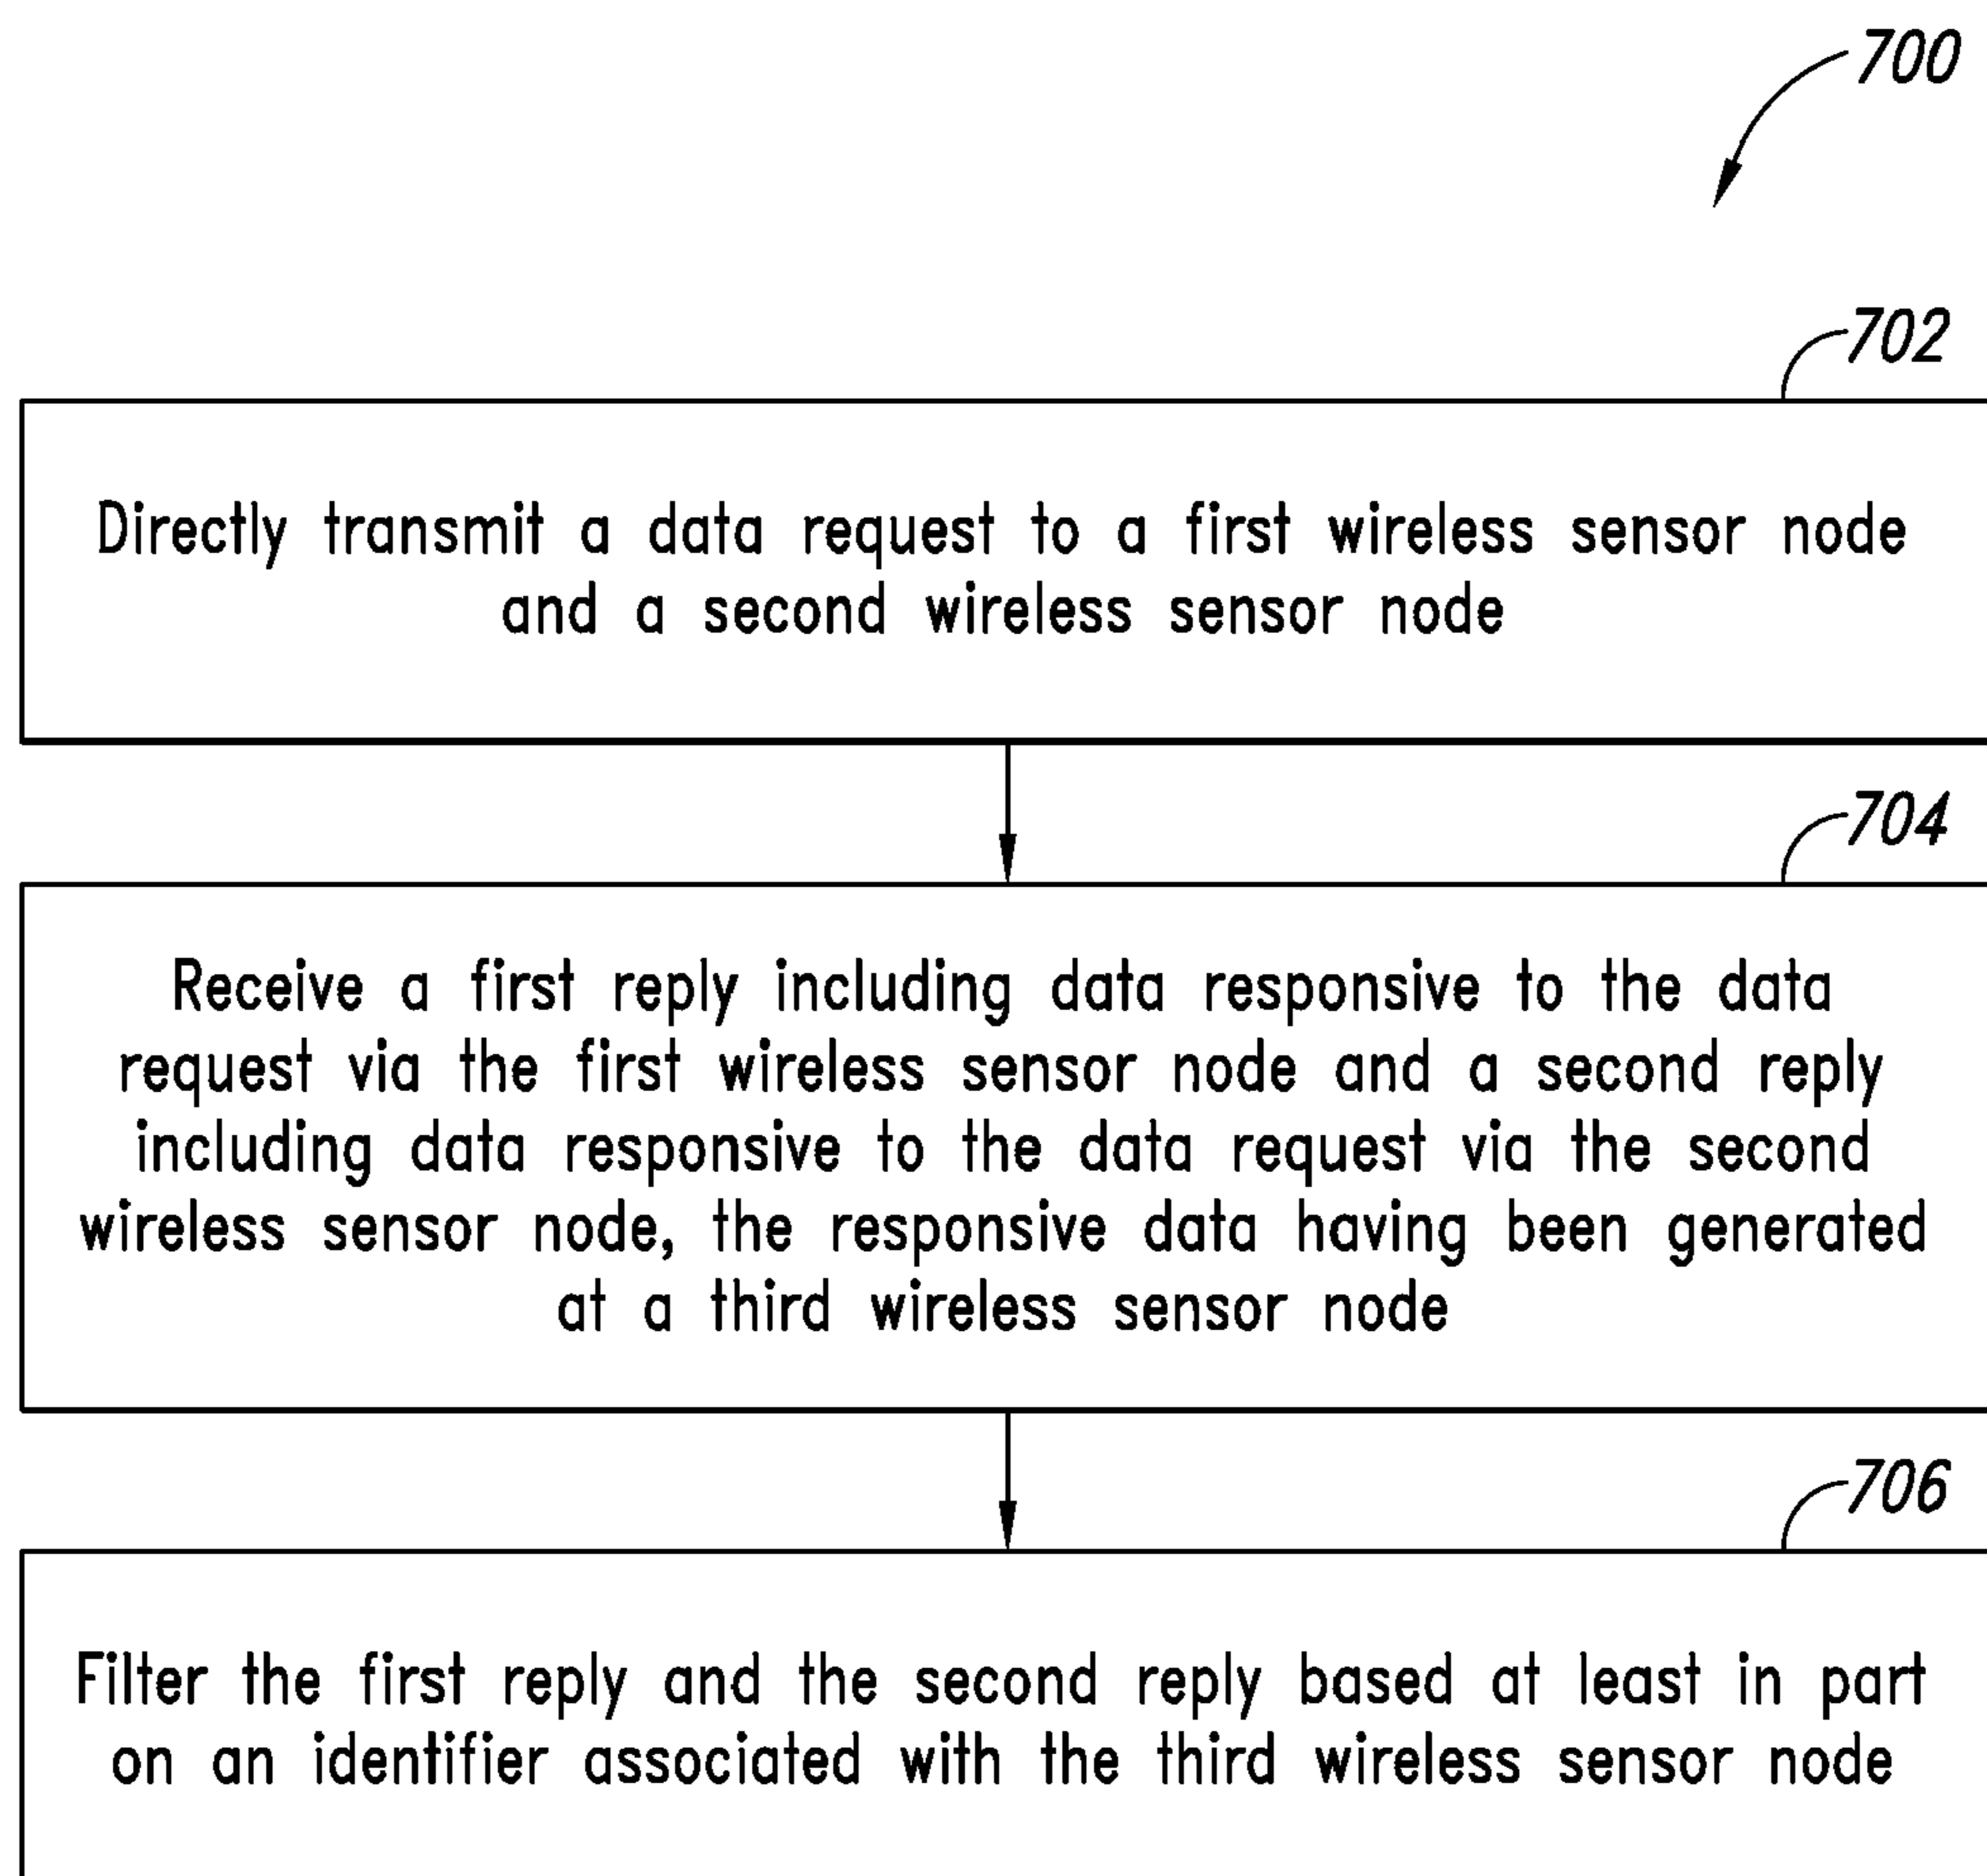 700
702
Directly transmit a data request to a first wireless sensor node
and a second wireless sensor node
704
Receive a first reply including data responsive to the data
request via the first wireless sensor node and a second reply
including data responsive to the data request via the second
wireless sensor node, the responsive data having been generated
at a third wireless sensor node
706
Filter the first reply and the second reply based at least in part
on an identifier associated with the third wireless sensor node